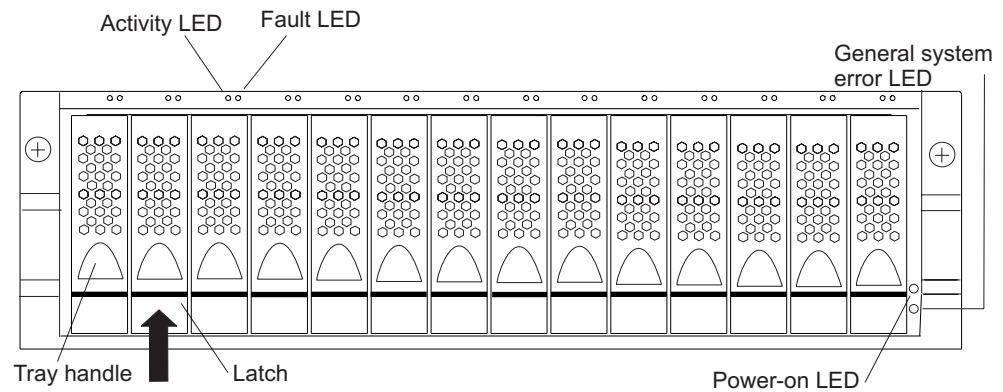 Activity LED
Fault LED
General system
error LED
Tray handle
Latch
Power-on LED